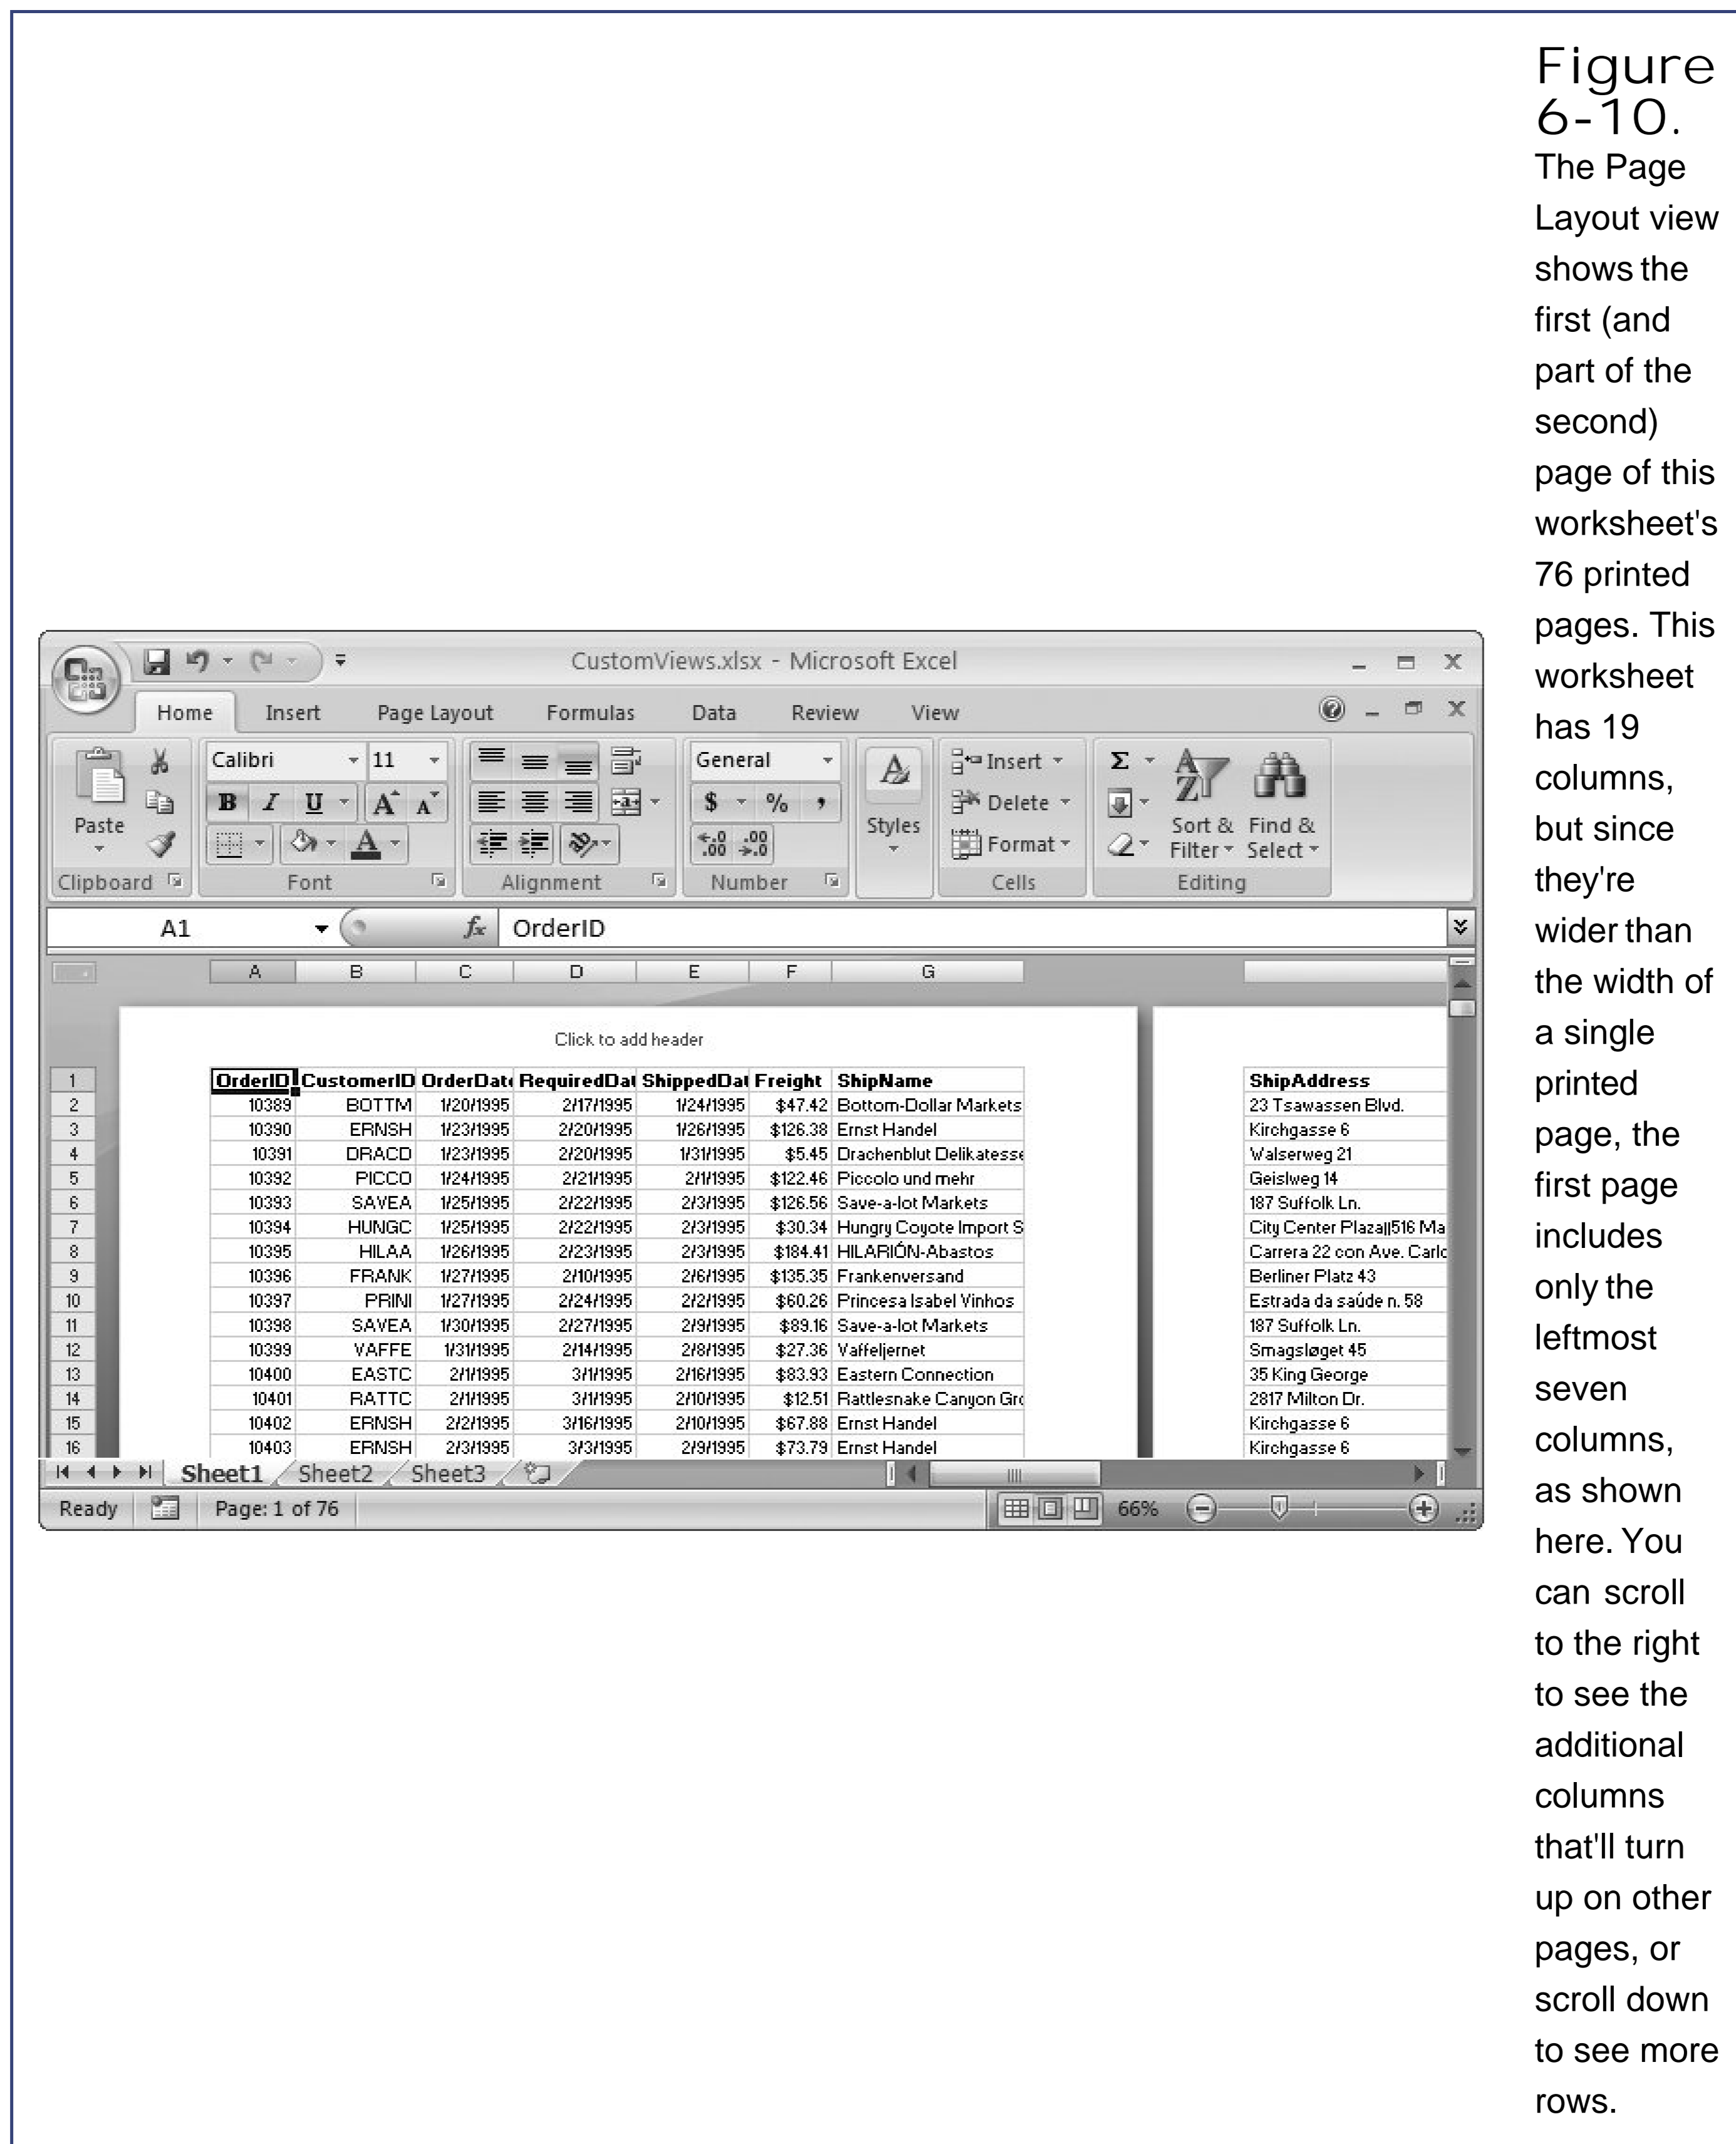 Figure
6-10.
The Page
Layout view
shows the
first (and
part of the
second)
page of this
worksheet's
76 printed
pages. This
worksheet
has 19
columns,
but since
they're
wider than
the width of
a single
printed
page, the
first page
includes
only the
leftmost
seven
columns,
as shown
here. You
can scroll
to the right
to see the
additional
columns
that'll turn
up on other
pages, or
scroll down
to see more
rows.
CustomViews.xlsx - Microsoft Excel
Home Insert Page Layout Formulas Data Review View
Calibri 11 General Insert Σ
B I U A A $ % , Delete
Paste Styles Sort & Find &
A .00 .0 Format Filter Select
Clipboard Font Alignment Number Cells Editing
A1 fx OrderID
A B C D E F G
Click to add header
1 OrderID CustomerID OrderDat RequiredDa ShippedDa Freight ShipName ShipAddress
2 10389 BOTTM 1/20/1995 2/17/1995 1/24/1995 $47.42 Bottom-Dollar Markets 23 Tsawassen Blvd.
3 10390 ERNSH 1/23/1995 2/20/1995 1/26/1995 $126.38 Ernst Handel Kirchgasse 6
4 10391 DRACD 1/23/1995 2/20/1995 1/31/1995 $5.45 Drachenblut Delikatesse Walserweg 21
5 10392 PICCO 1/24/1995 2/21/1995 2/1/1995 $122.46 Piccolo und mehr Geislweg 14
6 10393 SAVEA 1/25/1995 2/22/1995 2/3/1995 $126.56 Save-a-lot Markets 187 Suffolk Ln.
7 10394 HUNGC 1/25/1995 2/22/1995 2/3/1995 $30.34 Hungry Coyote Import S City Center Plaza||516 Ma
8 10395 HILAA 1/26/1995 2/23/1995 2/3/1995 $184.41 HILARIÓN-Abastos Carrera 22 con Ave. Carlo
9 10396 FRANK 1/27/1995 2/10/1995 2/6/1995 $135.35 Frankenversand Berliner Platz 43
10 10397 PRINI 1/27/1995 2/24/1995 2/2/1995 $60.26 Princesa Isabel Vinhos Estrada da saúde n. 58
11 10398 SAVEA 1/30/1995 2/27/1995 2/9/1995 $89.16 Save-a-lot Markets 187 Suffolk Ln.
12 10399 VAFFE 1/31/1995 2/14/1995 2/8/1995 $27.36 Vaffeljernet Smagsløget 45
13 10400 EASTC 2/1/1995 3/1/1995 2/16/1995 $83.93 Eastern Connection 35 King George
14 10401 RATTC 2/1/1995 3/1/1995 2/10/1995 $12.51 Rattlesnake Canyon Gro 2817 Milton Dr.
15 10402 ERNSH 2/2/1995 3/16/1995 2/10/1995 $67.88 Ernst Handel Kirchgasse 6
16 10403 ERNSH 2/3/1995 3/3/1995 2/9/1995 $73.79 Ernst Handel Kirchgasse 6
Sheet1 Sheet2 Sheet3
Ready Page: 1 of 76 66%